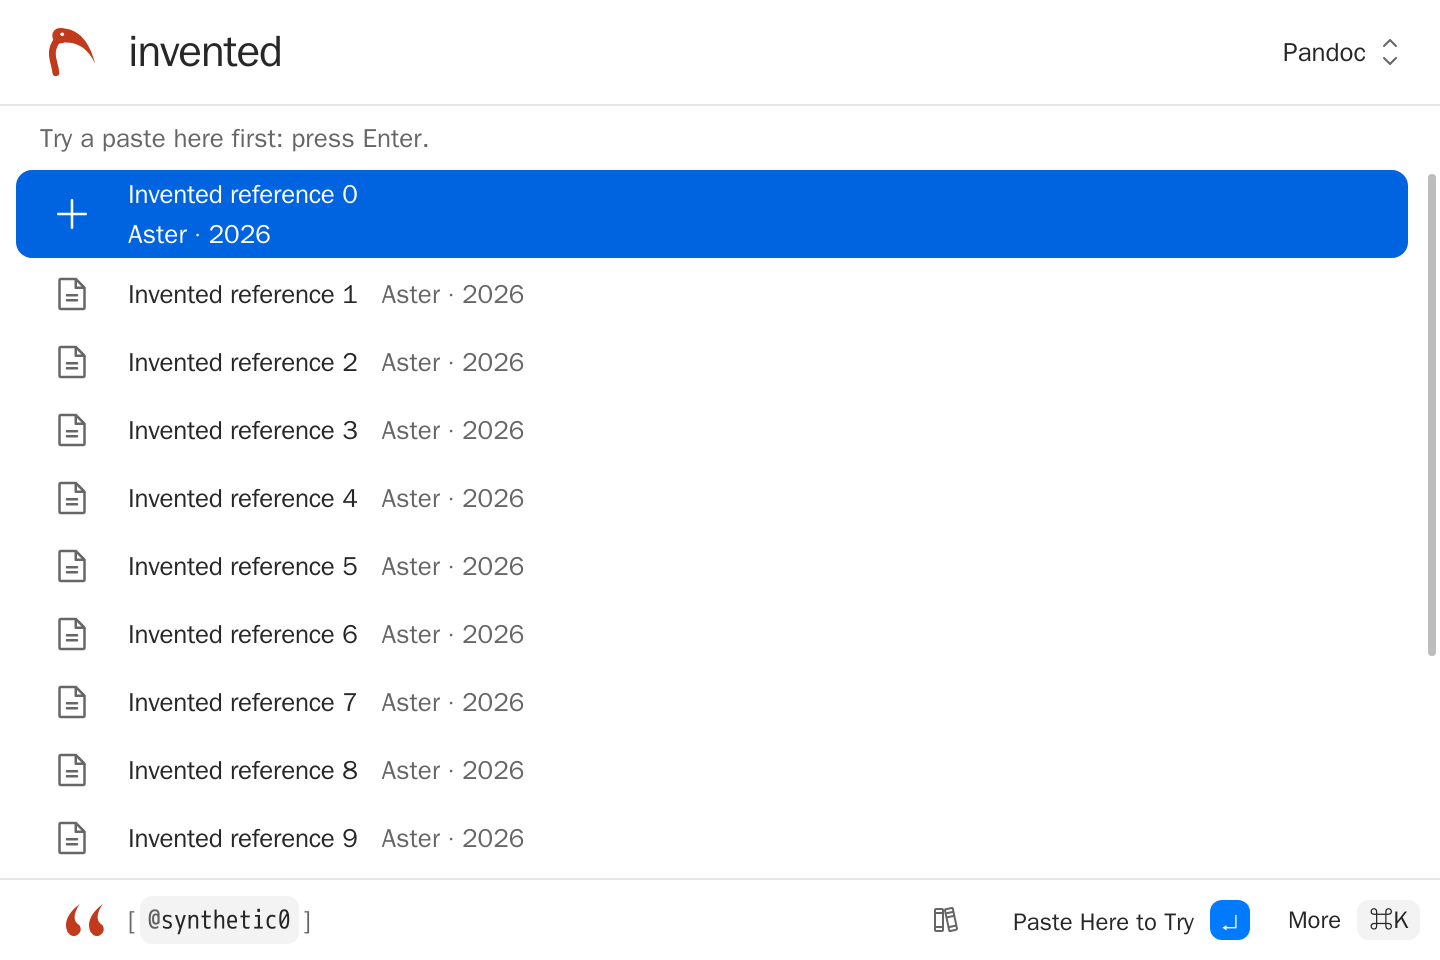 invented
Pandoc
Try a paste here first: press Enter.
Invented reference 0
Aster · 2026
Invented reference 1 Aster · 2026
Invented reference 2 Aster · 2026
Invented reference 3 Aster · 2026
Invented reference 4 Aster · 2026
Invented reference 5 Aster · 2026
Invented reference 6 Aster · 2026
Invented reference 7 Aster · 2026
Invented reference 8 Aster · 2026
Invented reference 9 Aster · 2026
[@synthetic0] Paste Here to Try More ⌘K